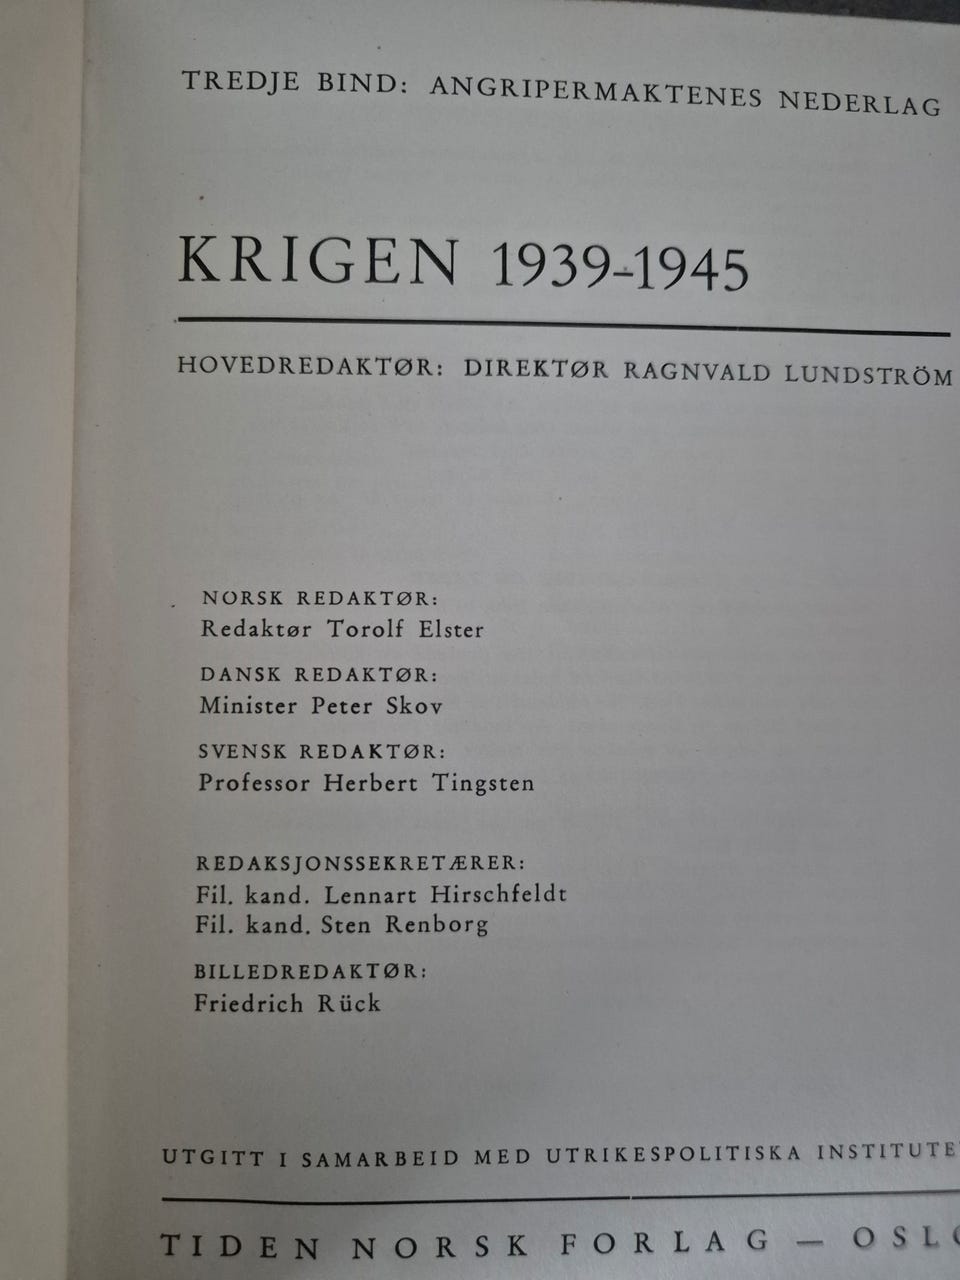 TREDJE BIND: ANGRIPERMAKTENES NEDERLAG
KRIGEN 1939-1945
HOVEDREDAKTØR: DIREKTØR RAGNVALD LUNDSTRÖM
NORSK REDAKTØR:
Redaktør Torolf Elster
DANSK REDAKTØR:
Minister Peter Skov
SVENSK REDAKTØR:
Professor Herbert Tingsten
REDAKSJONSSEKRETÆRER:
Fil. kand. Lennart Hirschfeldt
Fil. kand. Sten Renborg
BILLEDREDAKTØR:
Friedrich Rück
UTGITT I SAMARBEID MED UTRIKESPOLITISKA
TIDEN NORSK FORLAG —